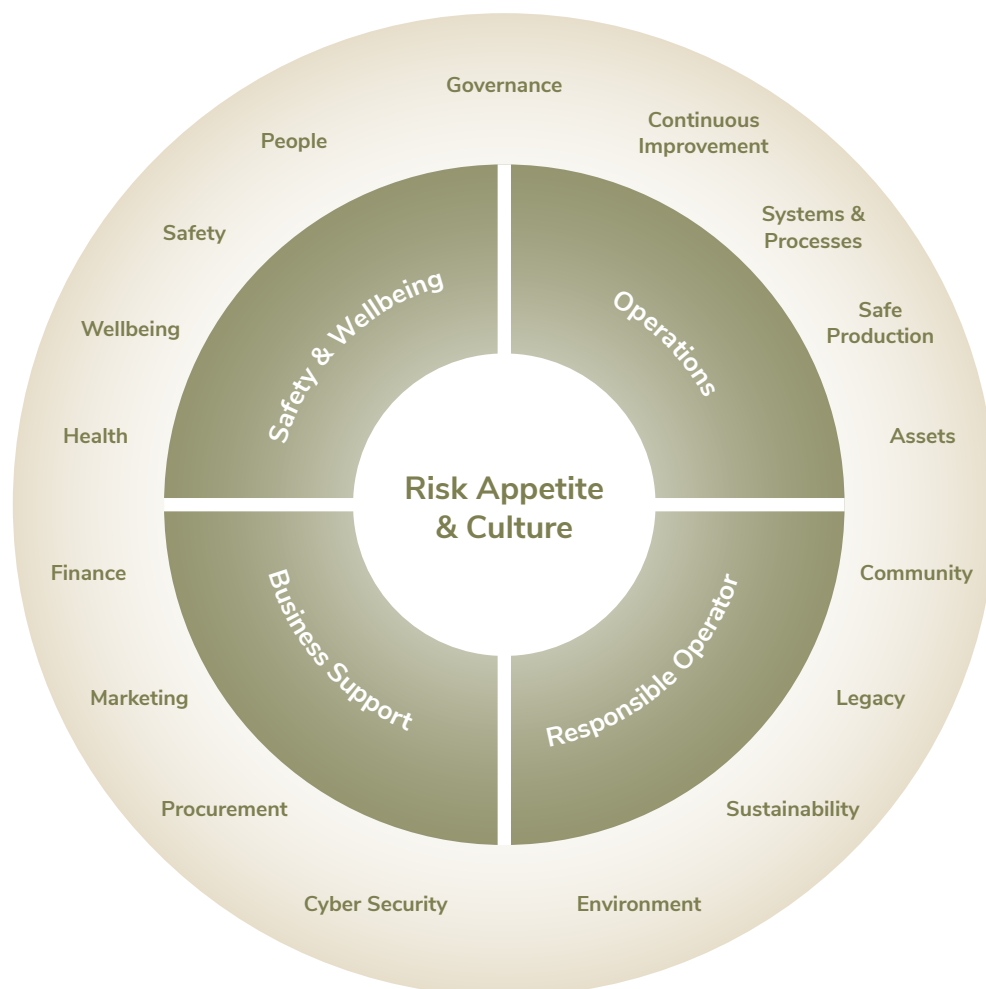 Governance
Continuous
Improvement
People
Systems &
Processes
Safety
Safety & Wellbeing
Operations
Safe
Production
Wellbeing
Health
Assets
Risk Appetite
& Culture
Finance
Community
Business Support
Responsible Operator
Marketing
Legacy
Procurement
Sustainability
Cyber Security
Environment